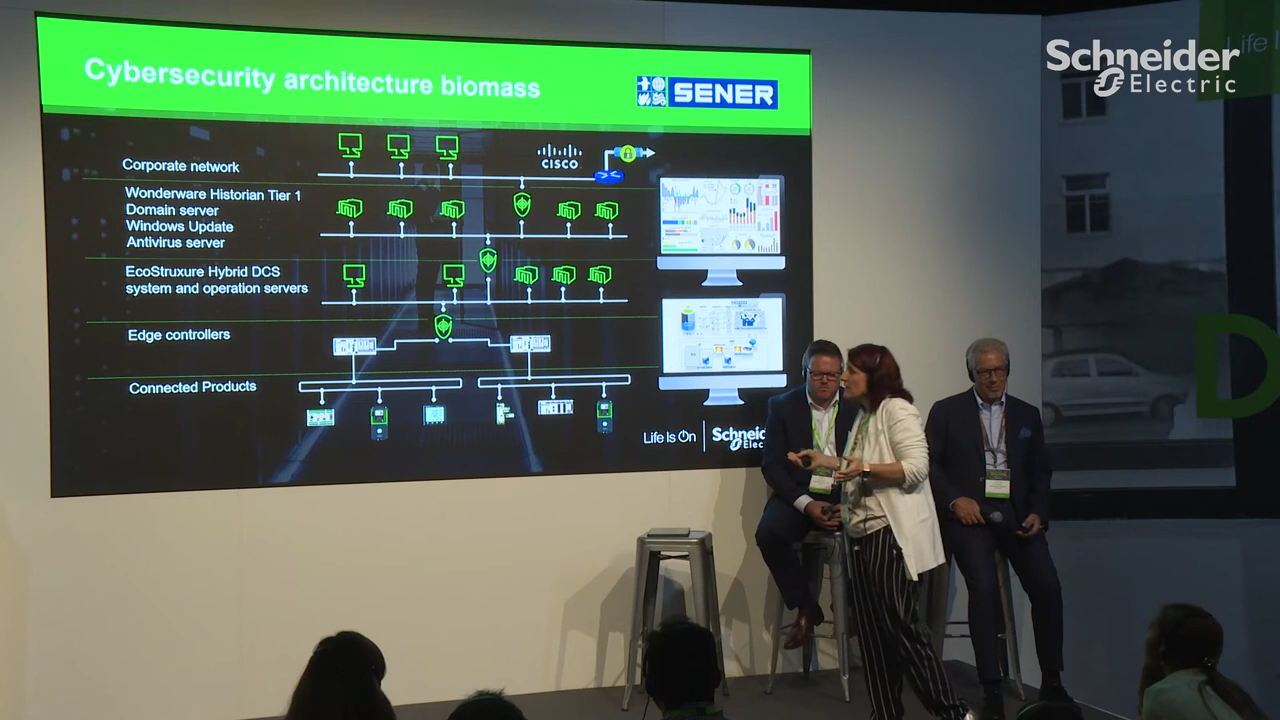 Cybersecurity architecture biomass
SENER
Corporate network
CISCO
Wonderware Historian Tier 1
Domain server
Windows Update
Antivirus server
EcoStruxure Hybrid DCS
system and operation servers
Edge controllers
Connected Products
Life Is On
Schneider
Electric
Life I
D